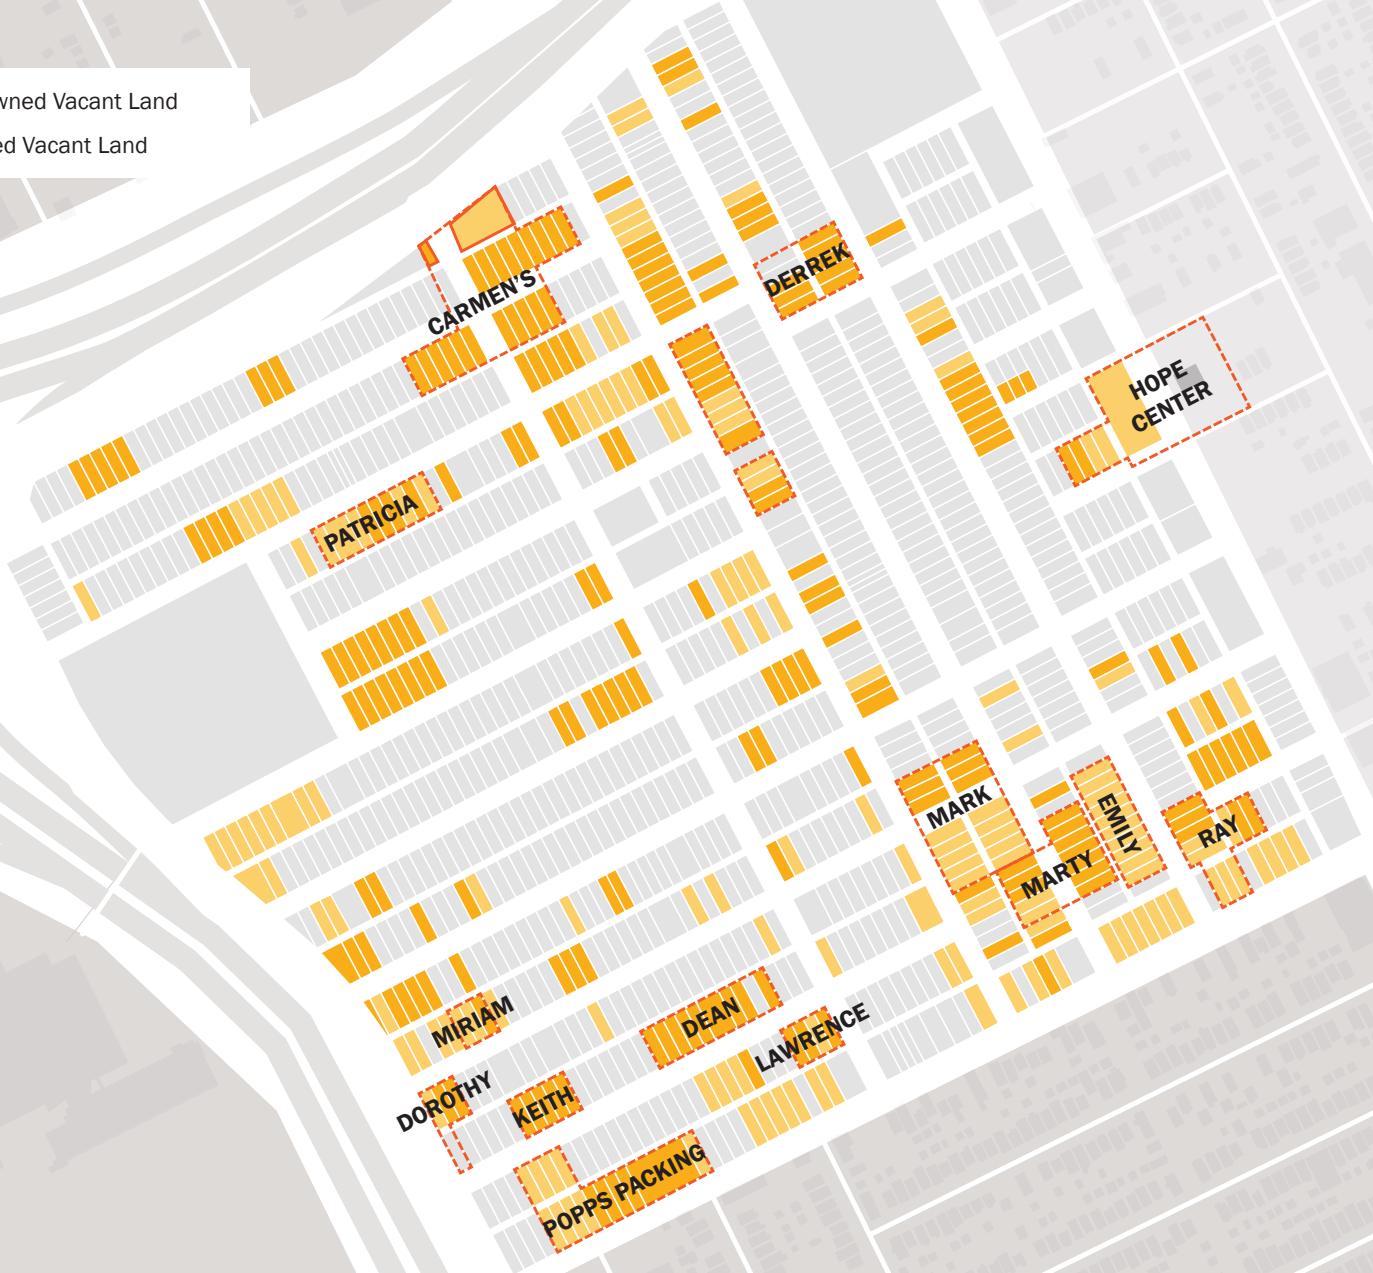 wned Vacant Land
ed Vacant Land
DERREK
CARMEN'S
HOPE
CENTER
PATRICIA
MARK
EMILY
RAY
MARTY
MIRIAM
DEAN
LAWRENCE
DOROTHY
KEITH
POPPS PACKING